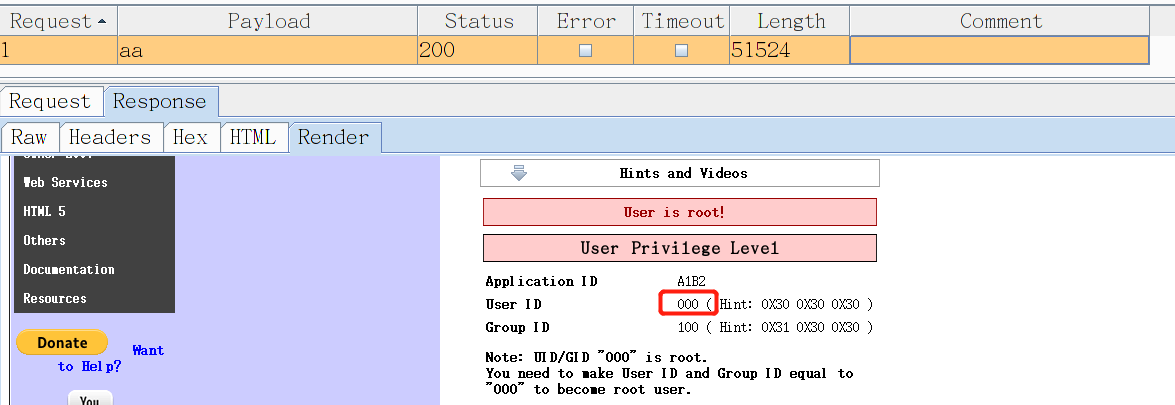 Request Payload Status Error Timeout Length Comment
1 aa 200 51524
Request Response
Raw Headers Hex HTML Render
Web Services
HTML 5
Others
Documentation
Resources
Donate
Want
to Help?
You
Hints and Videos
User is root!
User Privilege Level
Application ID A1B2
User ID 000 ( Hint: 0X30 0X30 0X30 )
Group ID 100 ( Hint: 0X31 0X30 0X30 )
Note: UID/GID "000" is root.
You need to make User ID and Group ID equal to
"000" to become root user.